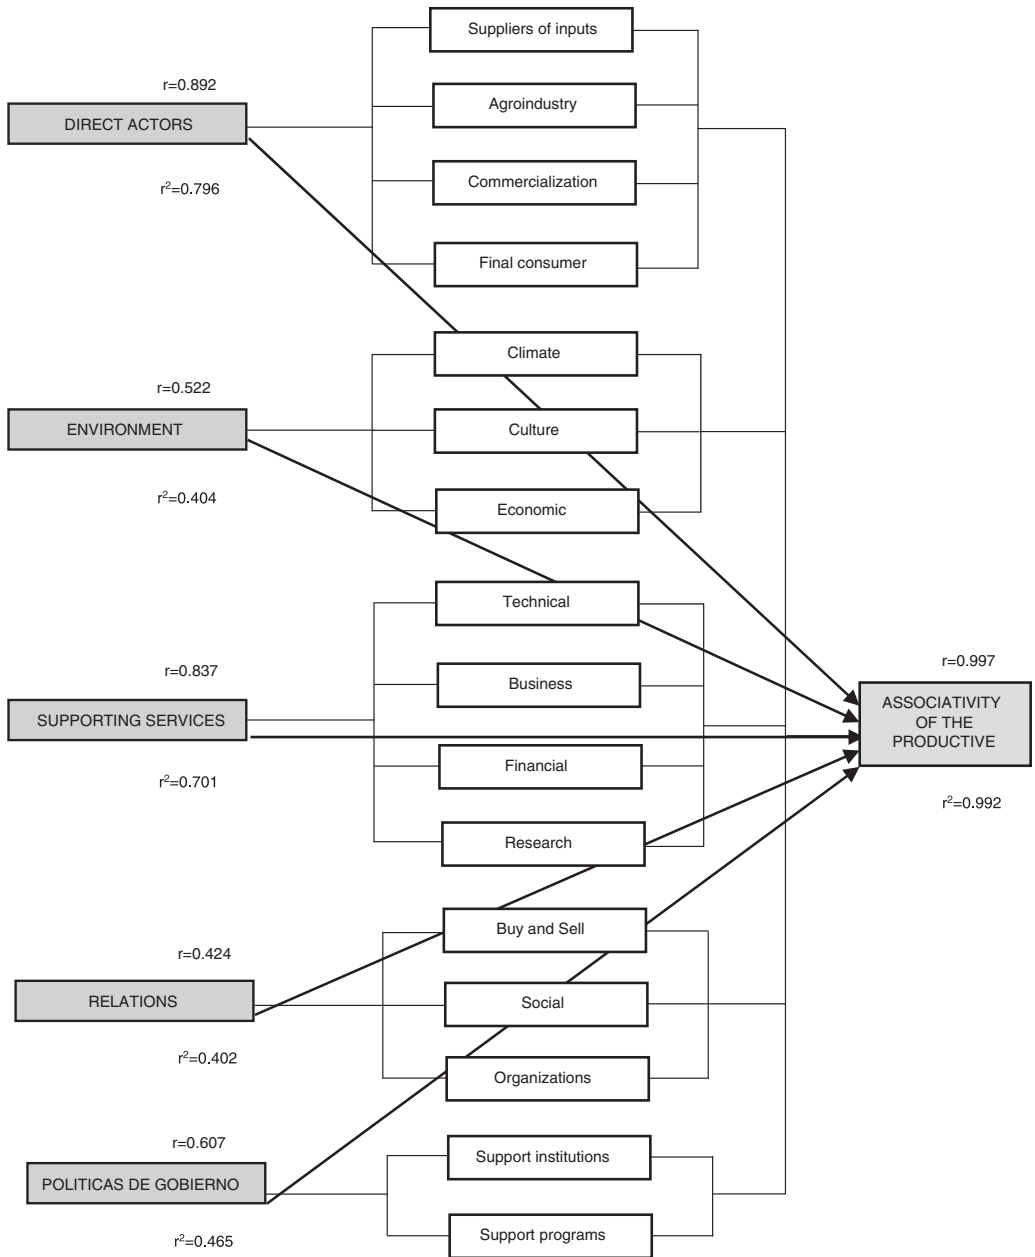 Suppliers of inputs
r=0.892
DIRECT ACTORS
Agroindustry
r²=0.796
Commercialization
Final consumer
Climate
r=0.522
ENVIRONMENT
Culture
r²=0.404
Economic
Technical
r=0.837
SUPPORTING SERVICES
Business
r²=0.701
Financial
Research
r=0.997
ASSOCIATIVITY
OF THE
PRODUCTIVE
r²=0.992
Buy and Sell
r=0.424
RELATIONS
Social
r²=0.402
Organizations
r=0.607
POLITICAS DE GOBIERNO
Support institutions
r²=0.465
Support programs